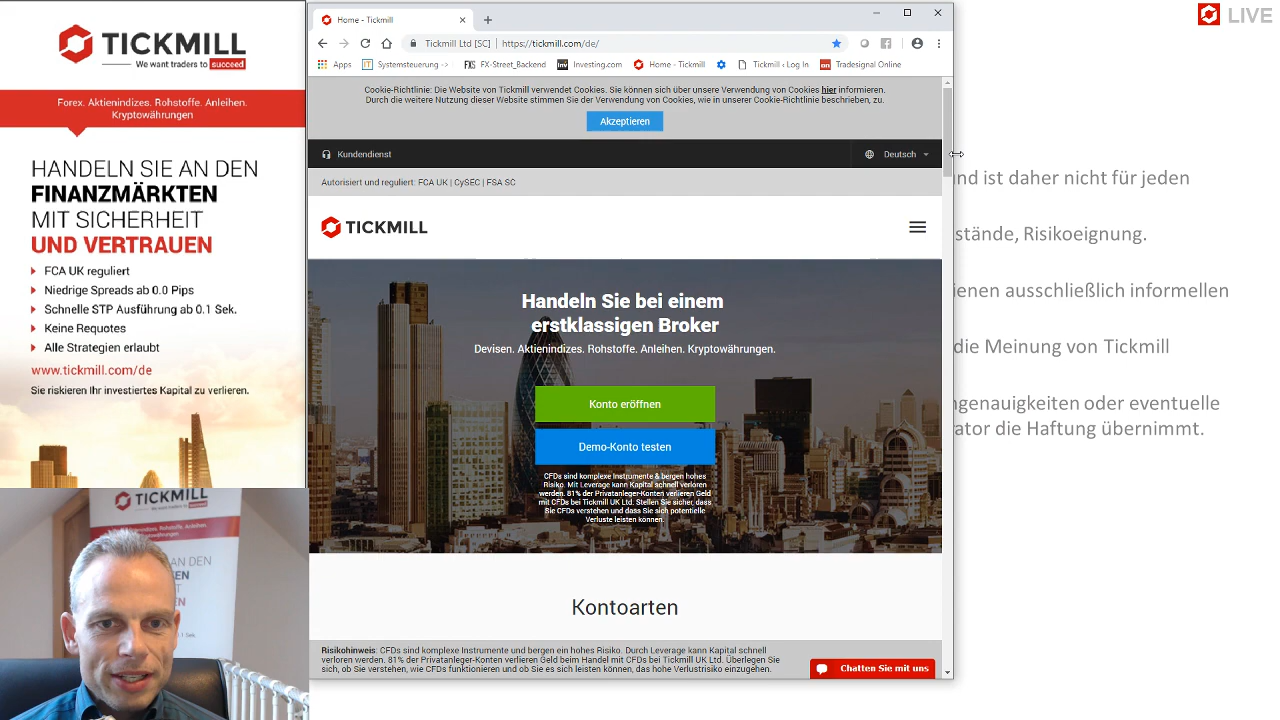 TICKMILL
We want traders to succeed
Forex. Aktienindizes. Rohstoffe. Anleihen.
Kryptowährungen
HANDELN SIE AN DEN
FINANZMÄRKTEN
MIT SICHERHEIT
UND VERTRAUEN
FCA UK reguliert
Niedrige Spreads ab 0.0 Pips
Schnelle STP Ausführung ab 0.1 Sek.
Keine Requotes
Alle Strategien erlaubt
www.tickmill.com/de
Sie riskieren Ihr investiertes Kapital zu verlieren.
TICKMILL
Home - Tickmill
Tickmill Ltd [SC] | https://tickmill.com/de/
Apps
Systemsteuerung ->
FX-Street_Backend
Investing.com
Home - Tickmill
Tickmill ‹ Log In
Tradesignal Online
Cookie-Richtlinie: Die Website von Tickmill verwendet Cookies. Sie können sich über unsere Verwendung von Cookies hier informieren.
Durch die weitere Nutzung dieser Website stimmen Sie der Verwendung von Cookies, wie in unserer Cookie-Richtlinie beschrieben, zu.
Akzeptieren
Kundendienst
Deutsch
Autorisiert und reguliert: FCA UK | CySEC | FSA SC
TICKMILL
Handeln Sie bei einem
erstklassigen Broker
Devisen. Aktienindizes. Rohstoffe. Anleihen. Kryptowährungen.
Konto eröffnen
Demo-Konto testen
CFDs sind komplexe Instrumente & bergen hohes
Risiko. Mit Leverage kann Kapital schnell verloren
werden. 81% der Privatanleger-Konten verlieren Geld
mit CFDs bei Tickmill UK Ltd. Stellen Sie sicher, dass
Sie CFDs verstehen und dass Sie sich potentielle
Verluste leisten können.
Kontoarten
Risikohinweis: CFDs sind komplexe Instrumente und bergen ein hohes Risiko. Durch Leverage kann Kapital schnell
verloren werden. 81% der Privatanleger-Konten verlieren Geld beim Handel mit CFDs bei Tickmill UK Ltd. Überlegen Sie
sich, ob Sie verstehen, wie CFDs funktionieren und ob Sie es sich leisten können, das hohe Verlustrisiko einzugehen.
Chatten Sie mit uns
LIVE
und ist daher nicht für jeden
stände, Risikoeignung.
ienen ausschließlich informellen
die Meinung von Tickmill
ngenauigkeiten oder eventuelle
ator die Haftung übernimmt.